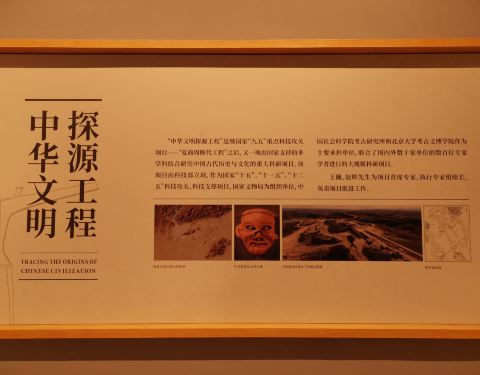 探源工程
中华文明
TRACING THE ORIGINS OF
CHINESE CIVILIZATION
“中华文明探源工程”是继国家“九五”重点科技攻关
项目——“夏商周断代工程”之后，又一项由国家支持的多
学科结合研究中国古代历史与文化的重大科研项目。该
项目由科技部立项，作为国家“十五”、“十一五”、“十二
五”科技攻关、科技支撑项目，国家文物局为组织单位，中
国社会科学院考古研究所和北京大学考古文博学院作为
主要承担单位，联合了国内外数十家单位的数百位专家
学者进行的大规模科研项目。
王巍、赵辉先生为项目首席专家、执行专家组组长，
负责项目推进工作。